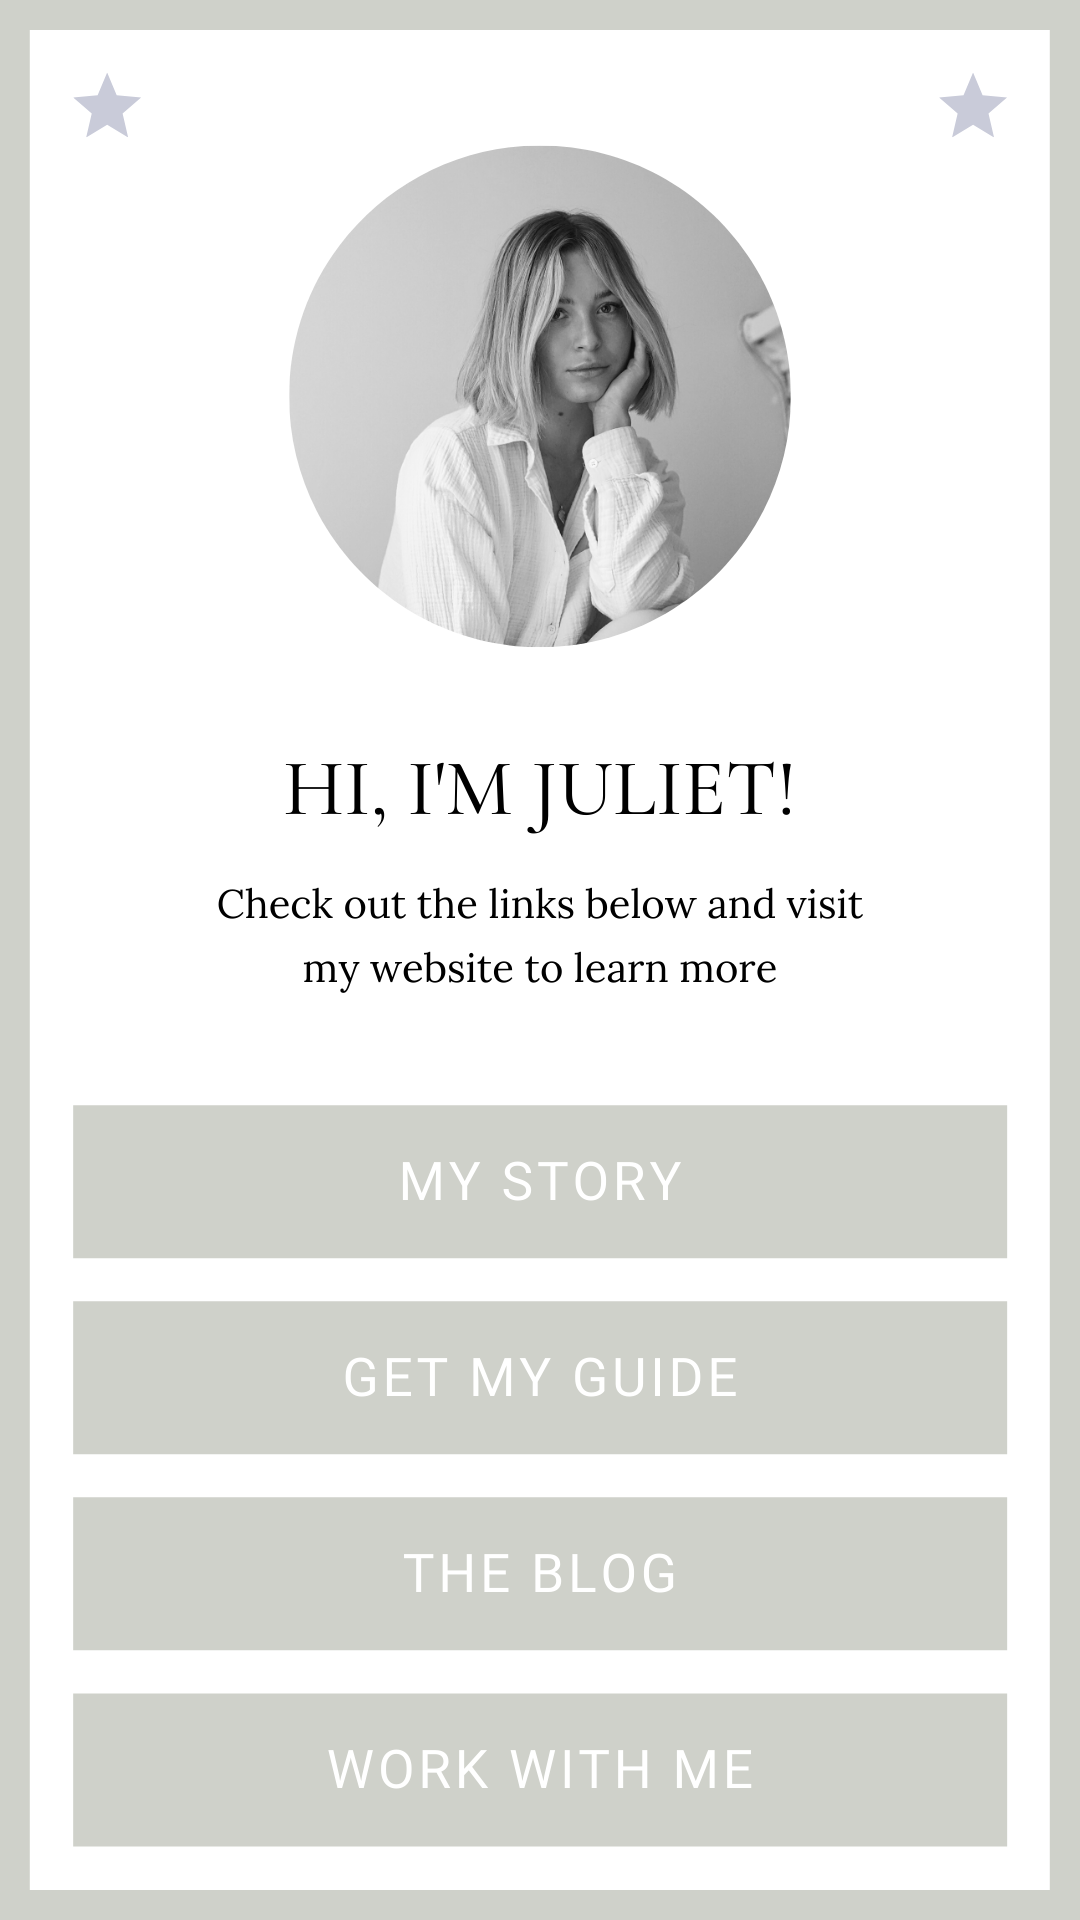 HI, I'M JULIET!
Check out the links below and visit
my website to learn more
MY STORY
GET MY GUIDE
THE BLOG
WORK WITH ME